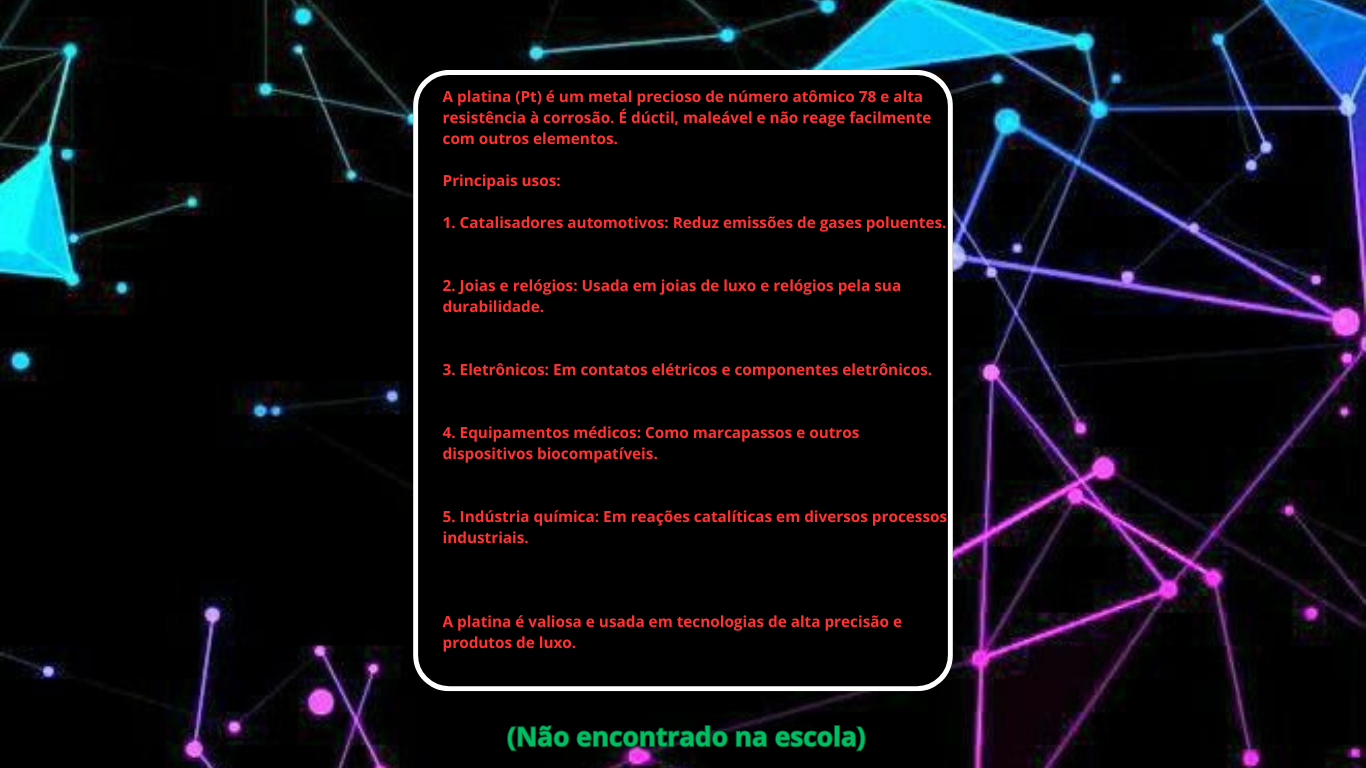 A platina (Pt) é um metal precioso de número atômico 78 e alta
resistência à corrosão. É dúctil, maleável e não reage facilmente
com outros elementos.
Principais usos:
1. Catalisadores automotivos: Reduz emissões de gases poluentes.
2. Joias e relógios: Usada em joias de luxo e relógios pela sua
durabilidade.
3. Eletrônicos: Em contatos elétricos e componentes eletrônicos.
4. Equipamentos médicos: Como marcapassos e outros
dispositivos biocompatíveis.
5. Indústria química: Em reações catalíticas em diversos processos
industriais.
A platina é valiosa e usada em tecnologias de alta precisão e
produtos de luxo.
(Não encontrado na escola)